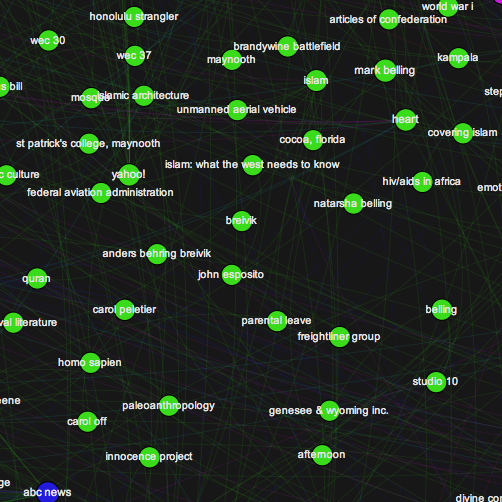 world war i
honolulu strangler
articles of confederation
wec 30
brandywine battlefield
wec 37
maynooth
kampala
mark belling
islam
s bill
mosque
islamic architecture
step
unmanned aerial vehicle
heart
covering islam
cocoa, florida
st patrick's college, maynooth
islam: what the west needs to know
c culture
yahoo!
hiv/aids in africa
emot
federal aviation administration
natarsha belling
breivik
anders behring breivik
john esposito
quran
carol peletier
belling
val literature
parental leave
freightliner group
homo sapien
studio 10
ene
paleoanthropology
genesee & wyoming inc.
carol off
innocence project
afternoon
ge
abc news
divine co